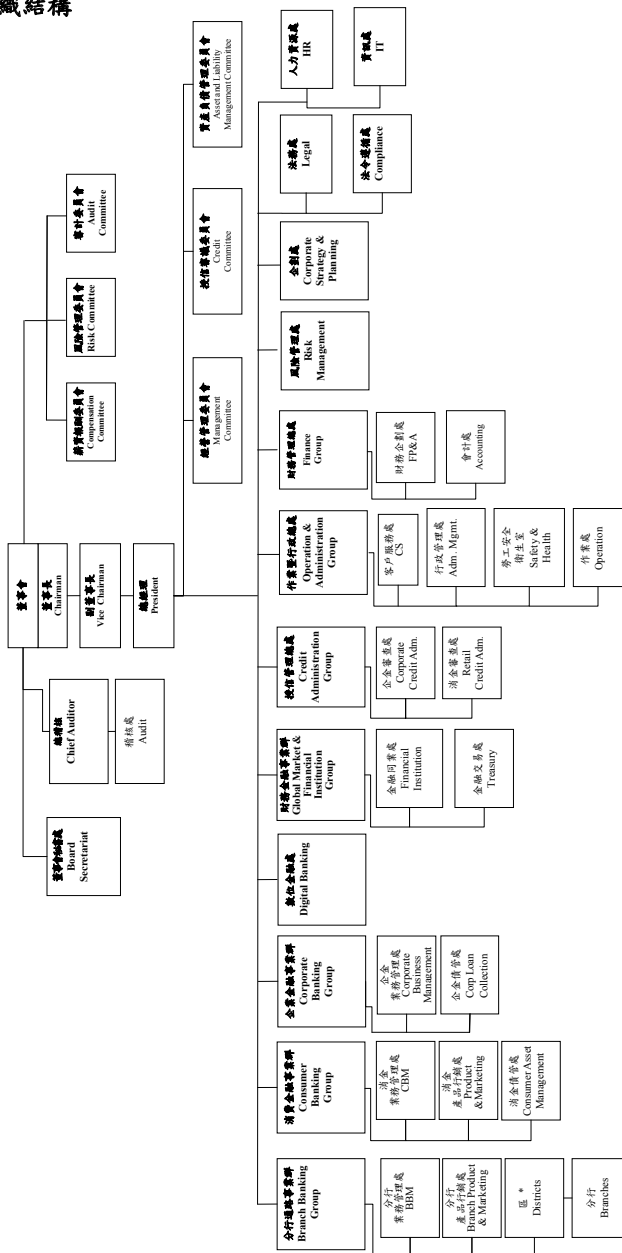 織結構
董事會
董事長
Chairman
副董事長
Vice Chairman
總經理
President
審計委員會
Audit
Committee
風險管理委員會
Risk Committee
薪資報酬委員會
Compensation
Committee
總稽核
Chief Auditor
稽核處
Audit
董事會秘書處
Board
Secretariat
資產負債管理委員會
Asset and Liability
Management Committee
授信審議委員會
Credit
Committee
經營管理委員會
Management
Committee
人力資源處
HR
資訊處
IT
法務處
Legal
法令遵循處
Compliance
企劃處
Corporate
Strategy &
Planning
風險管理處
Risk
Management
財務管理總處
Finance
Group
財務企劃處
FP&A
會計處
Accounting
作業暨行政總處
Operation &
Administration
Group
客戶服務處
CS
行政管理處
Adm. Mgmt.
勞工安全
衛生室
Safety &
Health
作業處
Operation
授信管理總處
Credit
Administration
Group
企金審查處
Corporate
Credit Adm.
消金審查處
Retail
Credit Adm.
財務金融事業群
Global Market &
Financial
Institution
Group
金融同業處
Financial
Institution
金融交易處
Treasury
數位金融處
Digital Banking
企業金融事業群
Corporate
Banking
Group
企金
業務管理處
Corporate
Business
Management
企金債管處
Corp Loan
Collection
消費金融事業群
Consumer
Banking
Group
消金
業務管理處
CBM
消金
產品行銷處
Product
&Marketing
消金債管處
Consumer Asset
Management
分行通路事業群
Branch Banking
Group
分行
業務管理處
BBM
分行
產品行銷處
Branch Product
& Marketing
區 *
Districts
分行
Branches